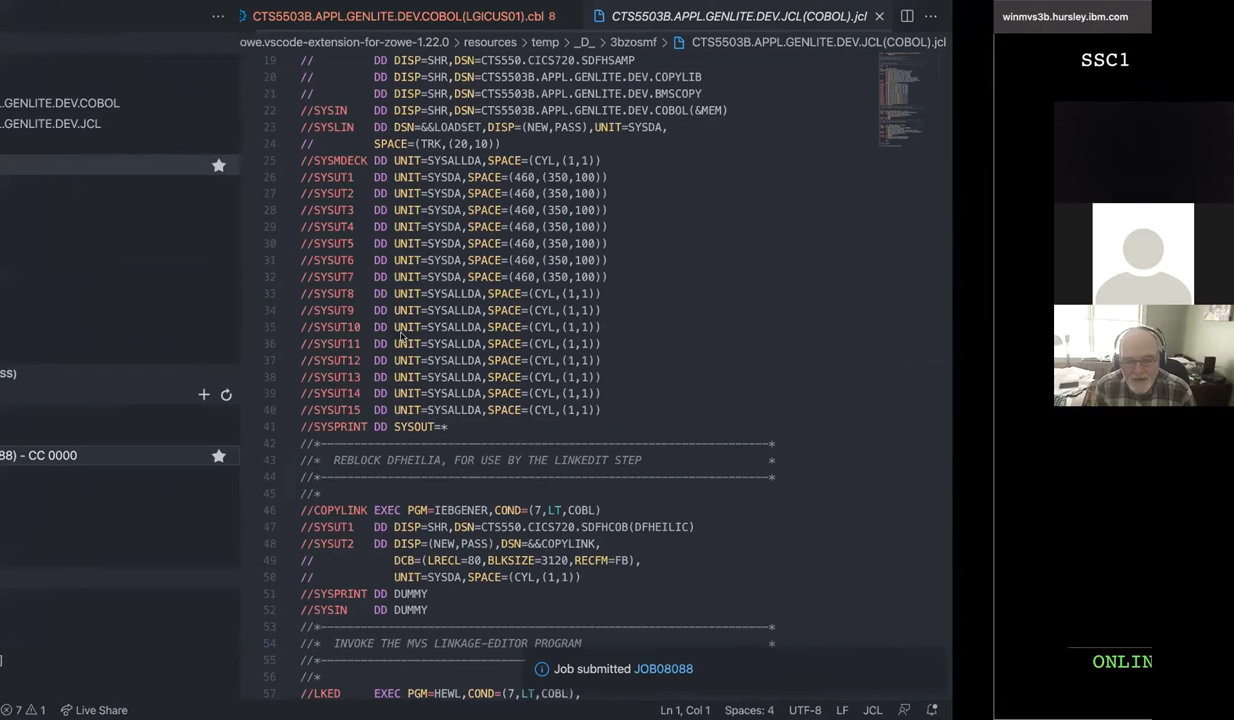 CTS5503B.APPL.GENLITE.DEV.COBOL(LGICUS01).cbl 8
CTS5503B.APPL.GENLITE.DEV.JCL(COBOL).jcl
winmvs3b.hursley.ibm.com
owe.vscode-extension-for-zowe-1.22.0 > resources > temp > _D_ > 3bzosmf > CTS5503B.APPL.GENLITE.DEV.JCL(COBOL).jcl
SSC1
.GENLITE.DEV.COBOL
L.GENLITE.DEV.JCL
SS)
88) - CC 0000
]
19 // DD DISP=SHR,DSN=CTS550.CICS720.SDFHSAMP
20 // DD DISP=SHR,DSN=CTS5503B.APPL.GENLITE.DEV.COPYLIB
21 // DD DISP=SHR,DSN=CTS5503B.APPL.GENLITE.DEV.BMSCOPY
22 //SYSIN DD DISP=SHR,DSN=CTS5503B.APPL.GENLITE.DEV.COBOL(&MEM)
23 //SYSLIN DD DSN=&&LOADSET,DISP=(NEW,PASS),UNIT=SYSDA,
24 // SPACE=(TRK,(20,10))
25 //SYSMDECK DD UNIT=SYSALLDA,SPACE=(CYL,(1,1))
26 //SYSUT1 DD UNIT=SYSDA,SPACE=(460,(350,100))
27 //SYSUT2 DD UNIT=SYSDA,SPACE=(460,(350,100))
28 //SYSUT3 DD UNIT=SYSDA,SPACE=(460,(350,100))
29 //SYSUT4 DD UNIT=SYSDA,SPACE=(460,(350,100))
30 //SYSUT5 DD UNIT=SYSDA,SPACE=(460,(350,100))
31 //SYSUT6 DD UNIT=SYSDA,SPACE=(460,(350,100))
32 //SYSUT7 DD UNIT=SYSDA,SPACE=(460,(350,100))
33 //SYSUT8 DD UNIT=SYSALLDA,SPACE=(CYL,(1,1))
34 //SYSUT9 DD UNIT=SYSALLDA,SPACE=(CYL,(1,1))
35 //SYSUT10 DD UNIT=SYSALLDA,SPACE=(CYL,(1,1))
36 //SYSUT11 DD UNIT=SYSALLDA,SPACE=(CYL,(1,1))
37 //SYSUT12 DD UNIT=SYSALLDA,SPACE=(CYL,(1,1))
38 //SYSUT13 DD UNIT=SYSALLDA,SPACE=(CYL,(1,1))
39 //SYSUT14 DD UNIT=SYSALLDA,SPACE=(CYL,(1,1))
40 //SYSUT15 DD UNIT=SYSALLDA,SPACE=(CYL,(1,1))
41 //SYSPRINT DD SYSOUT=*
42 //*-------------------------------------------------------------------*
43 //* REBLOCK DFHEILIA, FOR USE BY THE LINKEDIT STEP *
44 //*-------------------------------------------------------------------*
45 //*
46 //COPYLINK EXEC PGM=IEBGENER,COND=(7,LT,COBL)
47 //SYSUT1 DD DISP=SHR,DSN=CTS550.CICS720.SDFHCOB(DFHEILIC)
48 //SYSUT2 DD DISP=(NEW,PASS),DSN=&&COPYLINK,
49 // DCB=(LRECL=80,BLKSIZE=3120,RECFM=FB),
50 // UNIT=SYSDA,SPACE=(CYL,(1,1))
51 //SYSPRINT DD DUMMY
52 //SYSIN DD DUMMY
53 //*-------------------------------------------------------------------*
54 //* INVOKE THE MVS LINKAGE-EDITOR PROGRAM *
55 //*-------------------------------------------------------------------*
56 //*
57 //LKED EXEC PGM=HEWL,COND=(7,LT,COBL),
Job submitted JOB08088
ONLIN
7 1 Live Share
Ln 1, Col 1 Spaces: 4 UTF-8 LF JCL